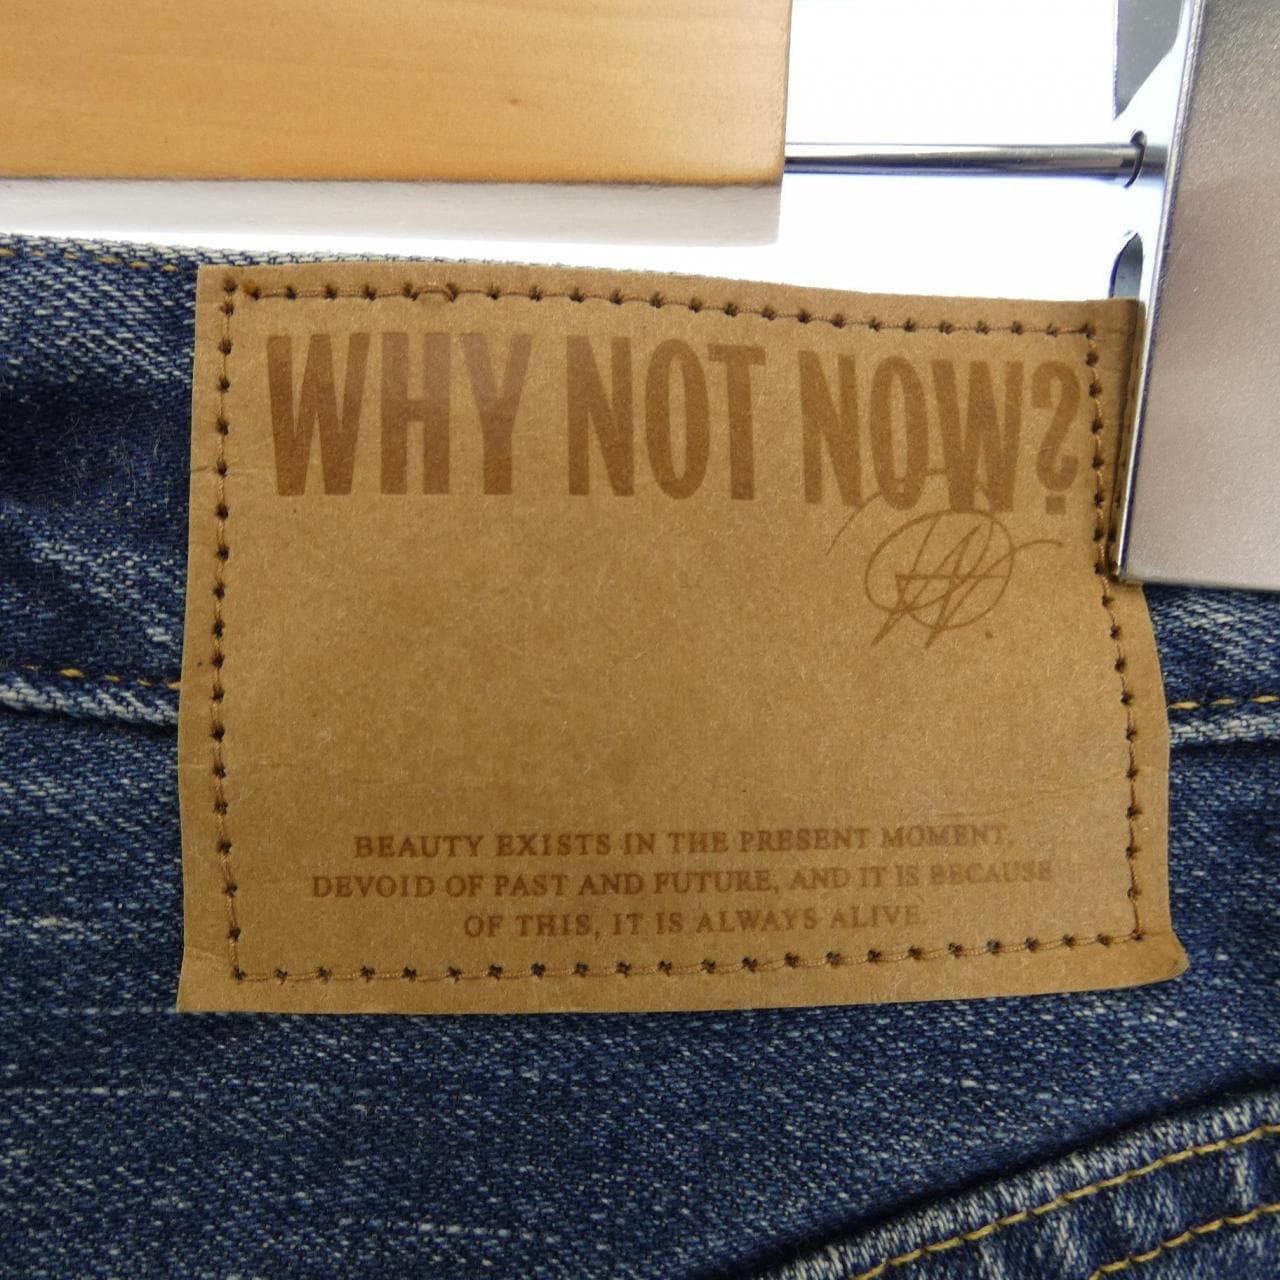 WHY NOT NOW?
BEAUTY EXISTS IN THE PRESENT MOMENT.
DEVOID OF PAST AND FUTURE, AND IT IS BECAUSE
OF THIS, IT IS ALWAYS ALIVE.